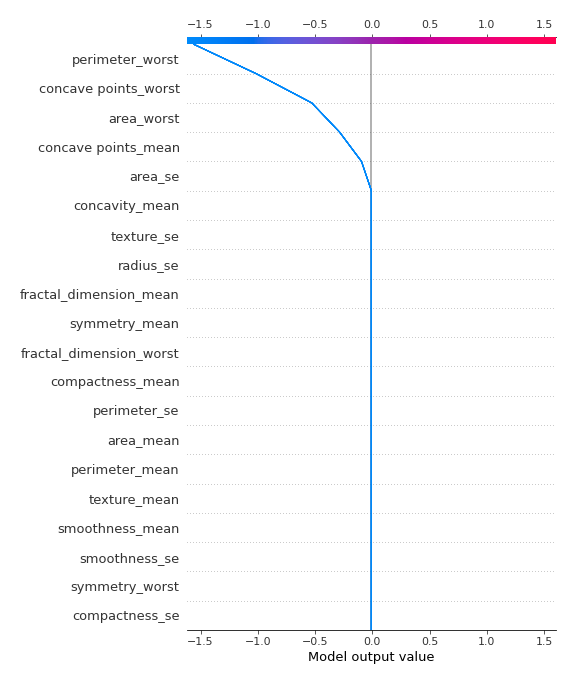 −1.5 −1.0 −0.5 0.0 0.5 1.0 1.5
perimeter_worst
concave points_worst
area_worst
concave points_mean
area_se
concavity_mean
texture_se
radius_se
fractal_dimension_mean
symmetry_mean
fractal_dimension_worst
compactness_mean
perimeter_se
area_mean
perimeter_mean
texture_mean
smoothness_mean
smoothness_se
symmetry_worst
compactness_se
−1.5 −1.0 −0.5 0.0 0.5 1.0 1.5
Model output value